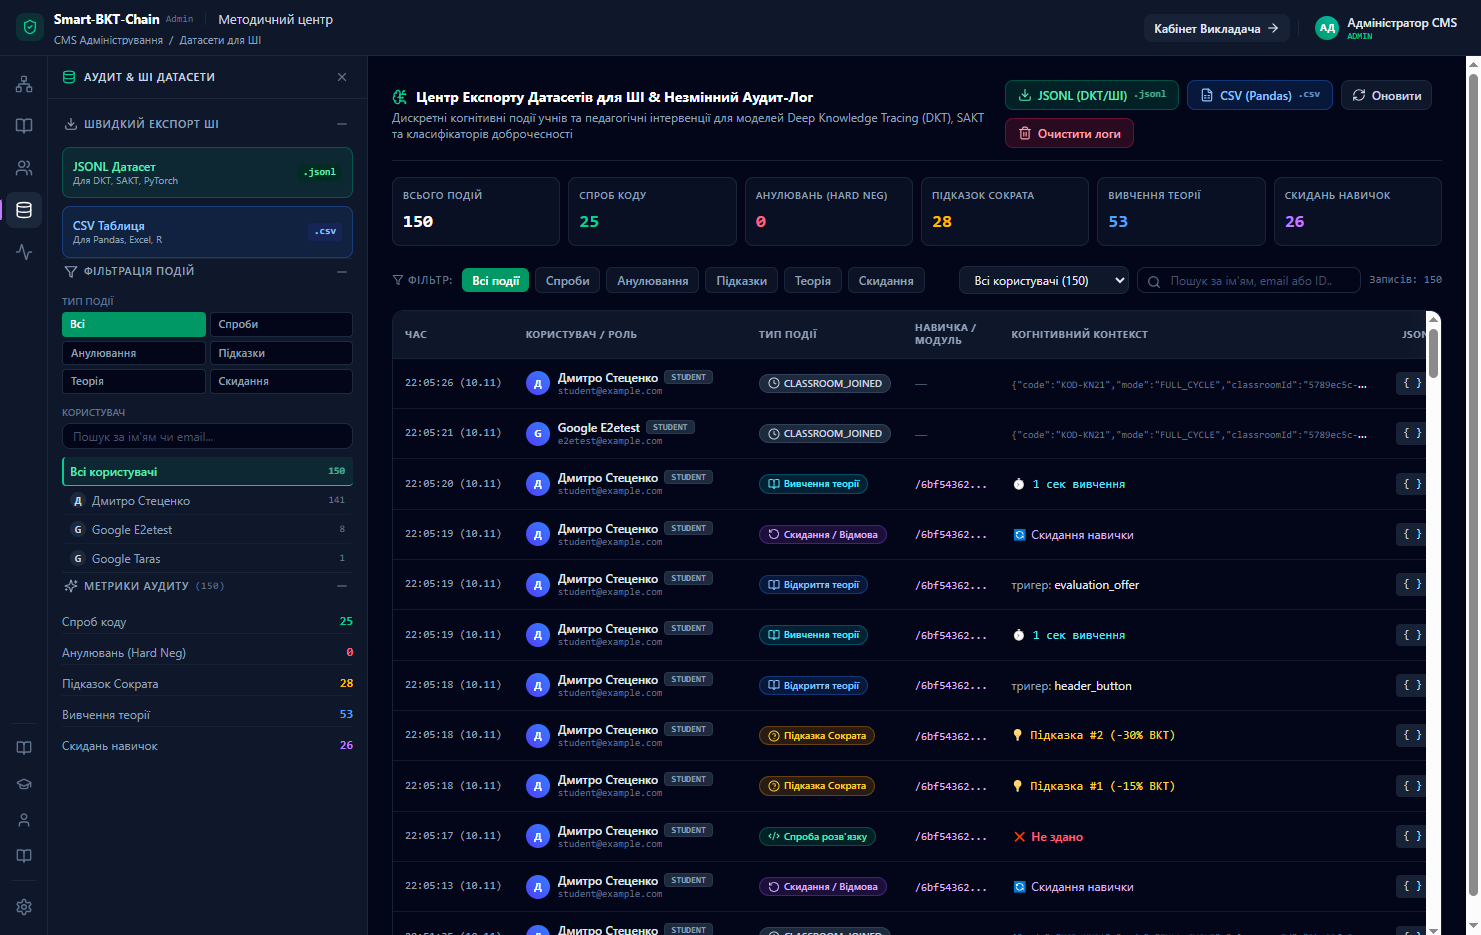 Smart-BKT-Chain Admin Методичний центр
CMS Адміністрування / Датасети для ШІ
Кабінет Викладача →
АД
Адміністратор CMS
ADMIN
АУДИТ & ШІ ДАТАСЕТИ
ШВИДКИЙ ЕКСПОРТ ШІ
JSONL Датасет
Для ДКТ, SAKT, PyTorch
.jsonl
CSV Таблиця
Для Pandas, Excel, R
.csv
ФІЛЬТРАЦІЯ ПОДІЙ
ТИП ПОДІЇ
Всі Спроби
Анулювання Підказки
Теорія Скидання
КОРИСТУВАЧ
Пошук за ім'ям чи email...
Всі користувачі 150
Д Дмитро Стеценко 141
G Google E2etest 8
G Google Taras 1
МЕТРИКИ АУДИТУ (150)
Спроб коду 25
Анулювань (Hard Neg) 0
Підказок Сократа 28
Вивчення теорії 53
Скидань навичок 26
Центр Експорту Датасетів для ШІ & Незмінний Аудит-Лог
Дискретні когнітивні події учнів та педагогічні інтервенції для моделей Deep Knowledge Tracing (DKT), SAKT
та класифікаторів доброчесності
JSONL (ДКТ/ШІ) .jsonl
CSV (Pandas) .csv
Оновити
Очистити логи
ВСЬОГО ПОДІЙ
150
СПРОБ КОДУ
25
АНУЛЮВАНЬ (HARD NEG)
0
ПІДКАЗОК СОКРАТА
28
ВИВЧЕННЯ ТЕОРІЇ
53
СКИДАНЬ НАВИЧОК
26
ФІЛЬТР: Всі події Спроби Анулювання Підказки Теорія Скидання
Всі користувачі (150)
Пошук за ім'ям, email або ID..
Записів: 150
ЧАС КОРИСТУВАЧ / РОЛЬ ТИП ПОДІЇ НАВИЧКА / МОДУЛЬ КОГНІТИВНИЙ КОНТЕКСТ JSON
22:05:26 (10.11) Д Дмитро Стеценко STUDENT CLASSROOM_JOINED — {"code":"KOD-KN21","mode":"FULL_CYCLE","classroomId":"5789ec5c-... { }
student@example.com
22:05:21 (10.11) G Google E2etest STUDENT CLASSROOM_JOINED — {"code":"KOD-KN21","mode":"FULL_CYCLE","classroomId":"5789ec5c-... { }
e2etest@example.com
22:05:20 (10.11) Д Дмитро Стеценко STUDENT Вивчення теорії /6bf54362... 1 сек вивчення { }
student@example.com
22:05:19 (10.11) Д Дмитро Стеценко STUDENT Скидання / Відмова /6bf54362... Скидання навички { }
student@example.com
22:05:19 (10.11) Д Дмитро Стеценко STUDENT Відкриття теорії /6bf54362... тригер: evaluation_offer { }
student@example.com
22:05:19 (10.11) Д Дмитро Стеценко STUDENT Вивчення теорії /6bf54362... 1 сек вивчення { }
student@example.com
22:05:18 (10.11) Д Дмитро Стеценко STUDENT Відкриття теорії /6bf54362... тригер: header_button { }
student@example.com
22:05:18 (10.11) Д Дмитро Стеценко STUDENT Підказка Сократа /6bf54362... Підказка #2 (-30% BKT) { }
student@example.com
22:05:18 (10.11) Д Дмитро Стеценко STUDENT Підказка Сократа /6bf54362... Підказка #1 (-15% BKT) { }
student@example.com
22:05:17 (10.11) Д Дмитро Стеценко STUDENT Спроба розв'язку /6bf54362... Не здано { }
student@example.com
22:05:13 (10.11) Д Дмитро Стеценко STUDENT Скидання / Відмова /6bf54362... Скидання навички { }
student@example.com
Дмитро Стеценко STUDENT CLASSROOM_JOINED